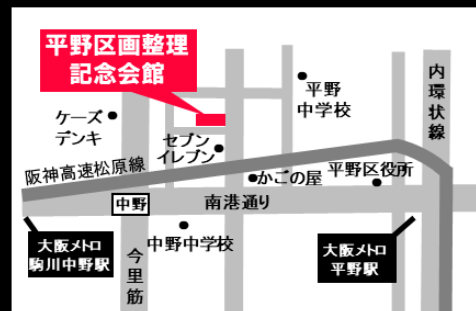 平野区画整理
記念会館
平野
中学校
内環状線
ケーズ
デンキ
セブン
イレブン
阪神高速松原線
かごの屋
平野区役所
中野
南港通り
大阪メトロ
駒川中野駅
今里筋
中野中学校
大阪メトロ
平野駅